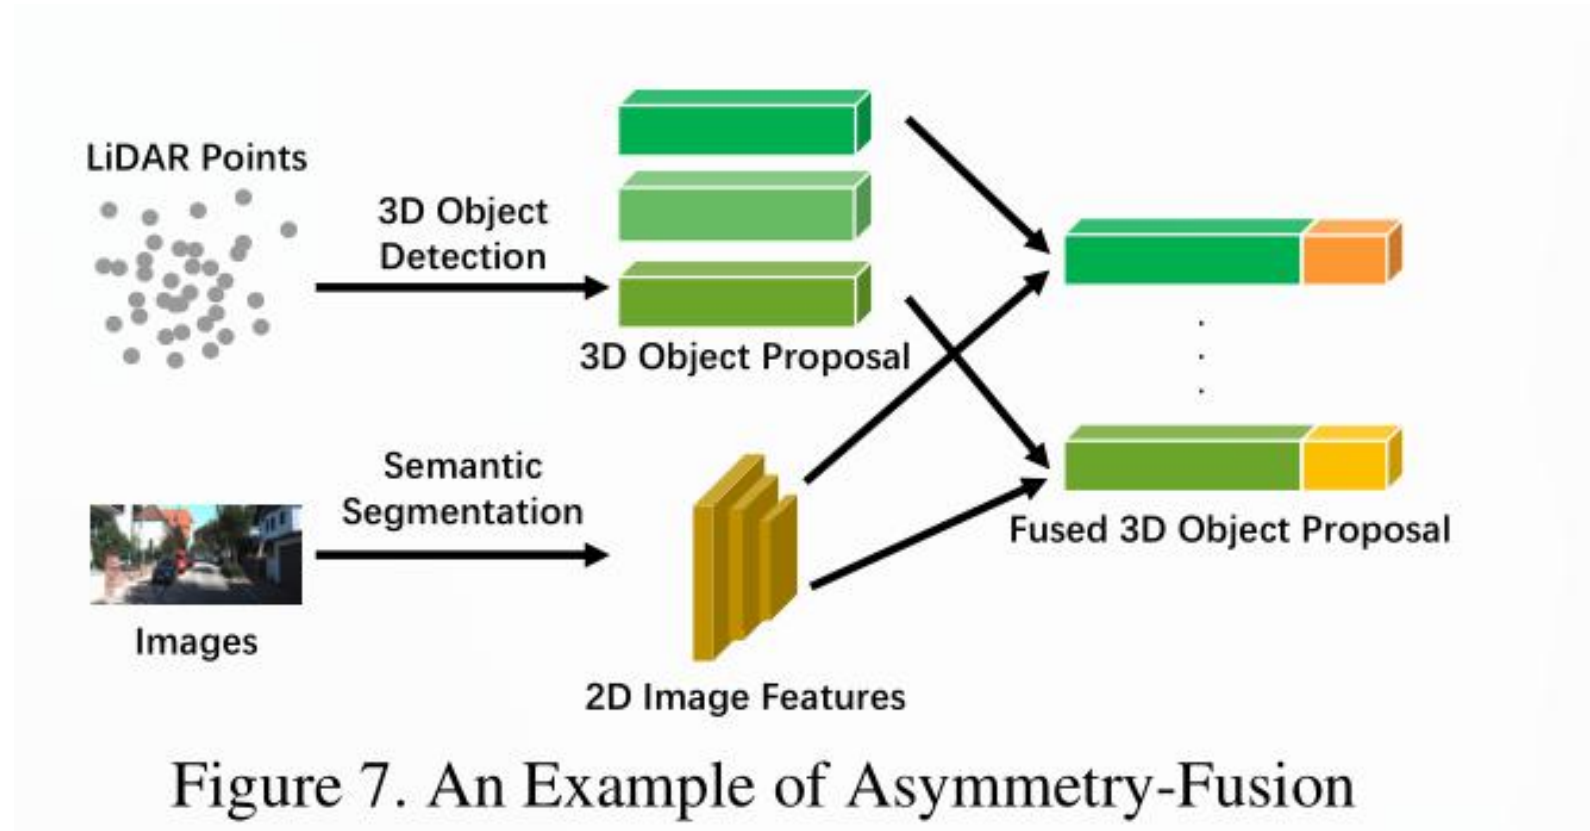 LiDAR Points
3D Object
Detection
3D Object Proposal
Semantic
Segmentation
Images
2D Image Features
Fused 3D Object Proposal
Figure 7. An Example of Asymmetry-Fusion